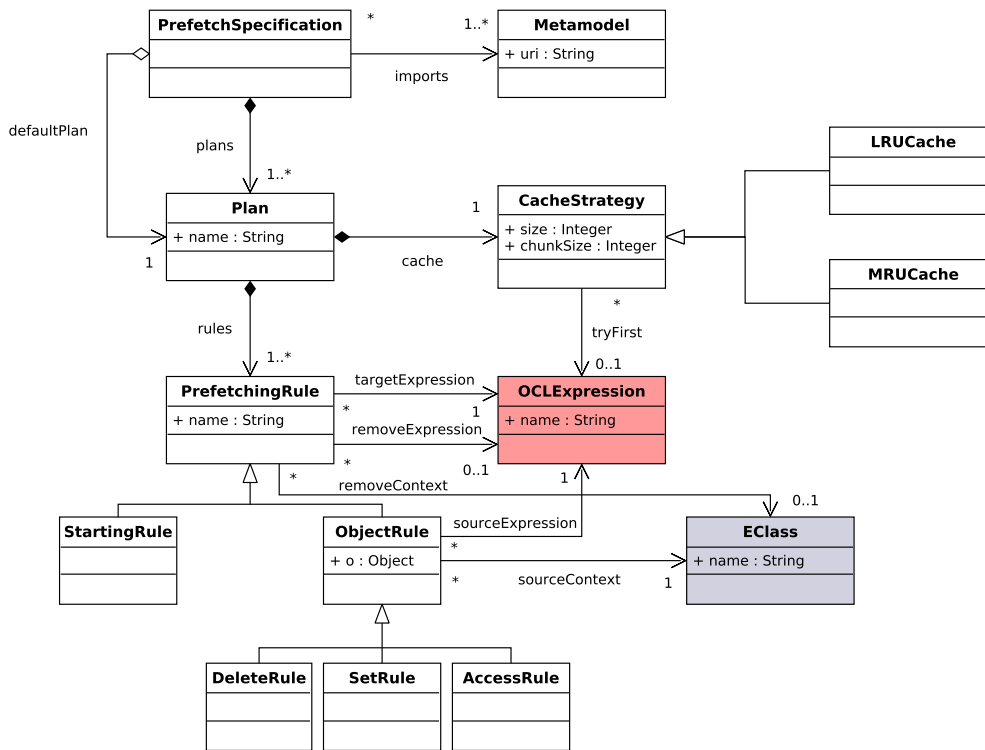 PrefetchSpecification
*
1..*
Metamodel
+ uri : String
imports
defaultPlan
plans
1..*
LRUCache
Plan
+ name : String
1
1
cache
CacheStrategy
+ size : Integer
+ chunkSize : Integer
MRUCache
*
tryFirst
0..1
rules
1..*
PrefetchingRule
+ name : String
targetExpression
*
1
removeExpression
*
0..1
OCLExpression
+ name : String
1
*
removeContext
0..1
StartingRule
ObjectRule
+ o : Object
sourceExpression
*
*
sourceContext
1
EClass
+ name : String
DeleteRule
SetRule
AccessRule